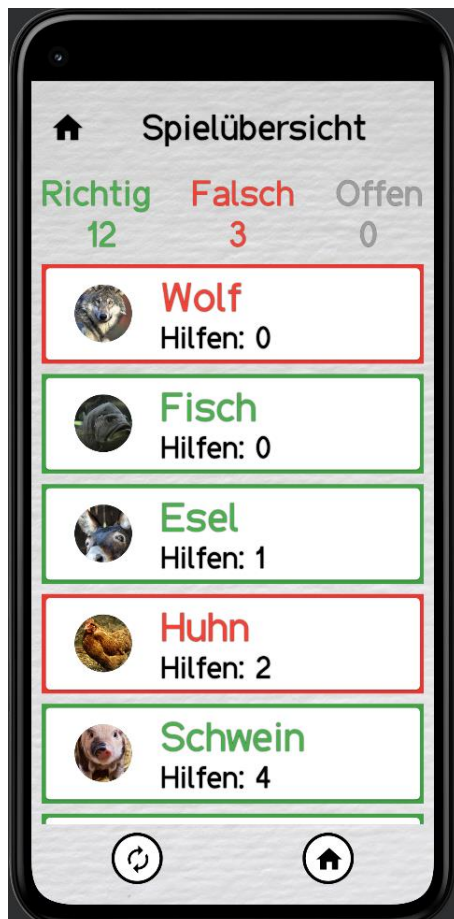 Spielübersicht
Richtig Falsch Offen
12 3 0
Wolf
Hilfen: 0
Fisch
Hilfen: 0
Esel
Hilfen: 1
Huhn
Hilfen: 2
Schwein
Hilfen: 4